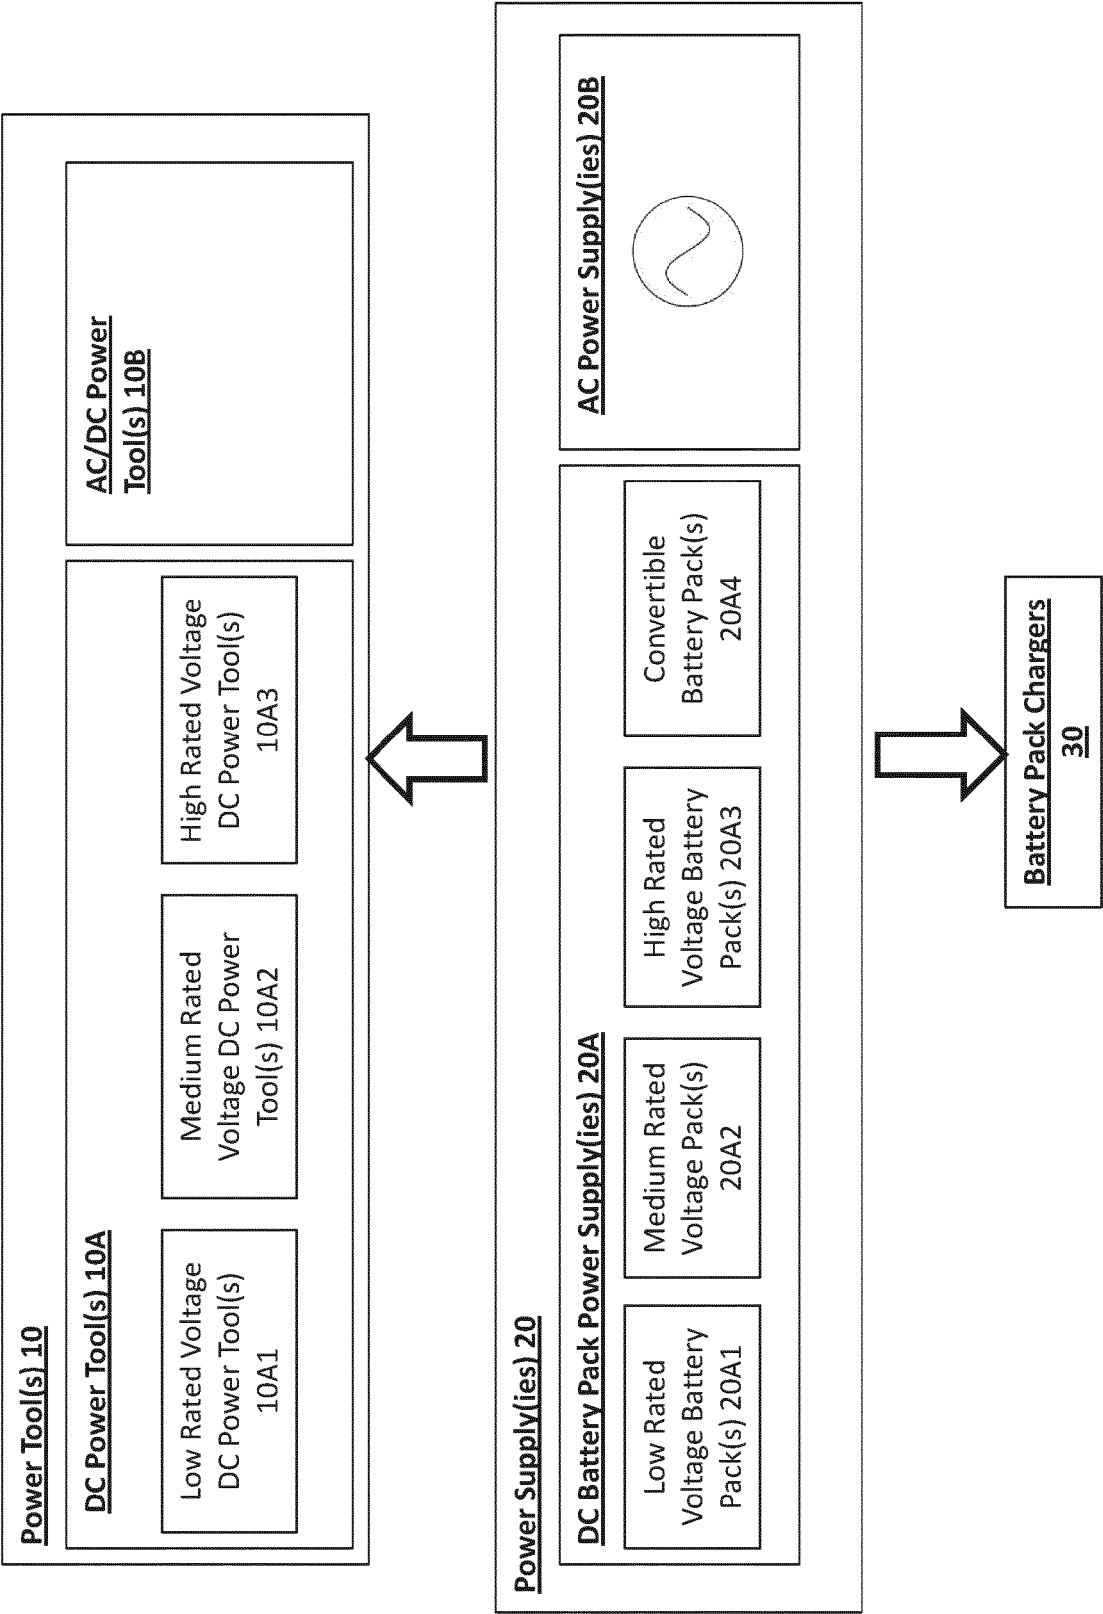 Power Tool(s) 10
DC Power Tool(s) 10A
Low Rated Voltage
DC Power Tool(s)
10A1
Medium Rated
Voltage DC Power
Tool(s) 10A2
High Rated Voltage
DC Power Tool(s)
10A3
AC/DC Power
Tool(s) 10B
Power Supply(ies) 20
DC Battery Pack Power Supply(ies) 20A
Low Rated
Voltage Battery
Pack(s) 20A1
Medium Rated
Voltage Pack(s)
20A2
High Rated
Voltage Battery
Pack(s) 20A3
Convertible
Battery Pack(s)
20A4
AC Power Supply(ies) 20B
Battery Pack Chargers
30